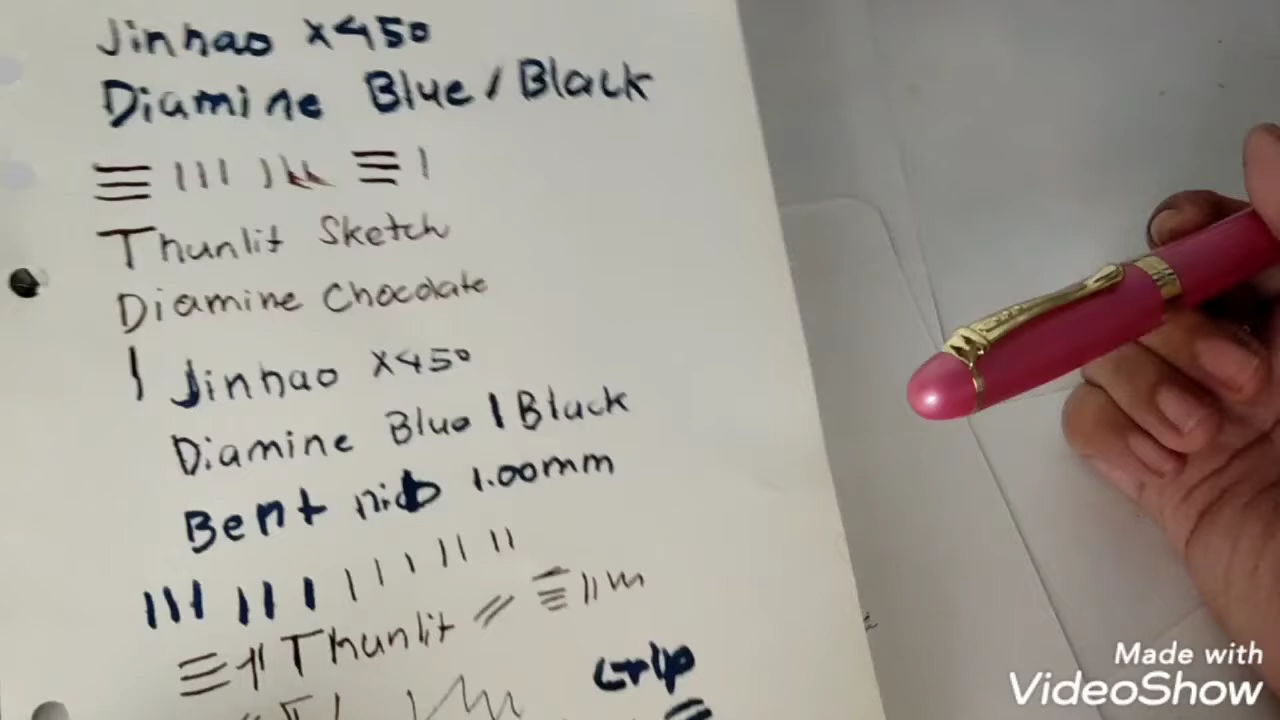 Jinhao x450
Diamine Blue/Black
Thunlit Sketch
Diamine Chocolate
Jinhao x450
Diamine Blue/Black
Bent nib 1.00mm
Thunlit
Made with
VideoShow